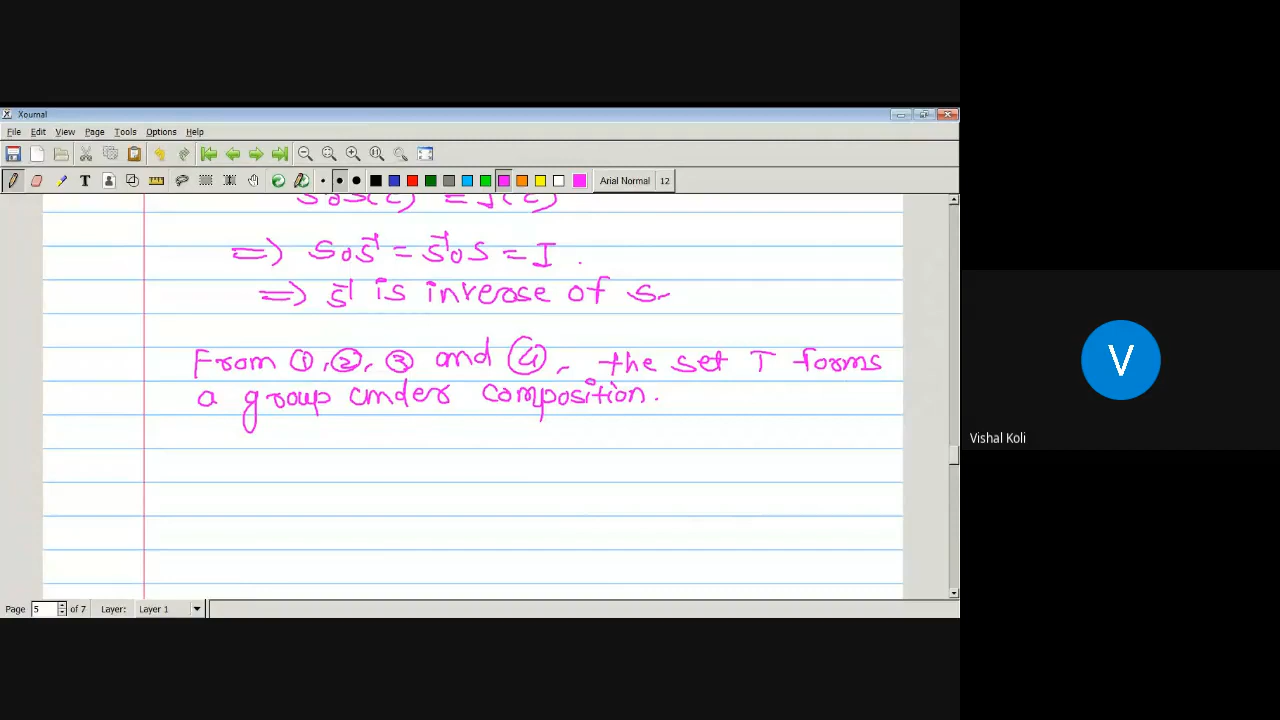 Xournal
File Edit View Page Tools Options Help
Arial Normal 12
⇒ S∘S⁻¹ = S⁻¹∘S = I .
⇒ S⁻¹ is inverse of S.
From ①, ②, ③ and ④, the set T forms
a group under composition.
V
Vishal Koli
Page 5 of 7 Layer: Layer 1